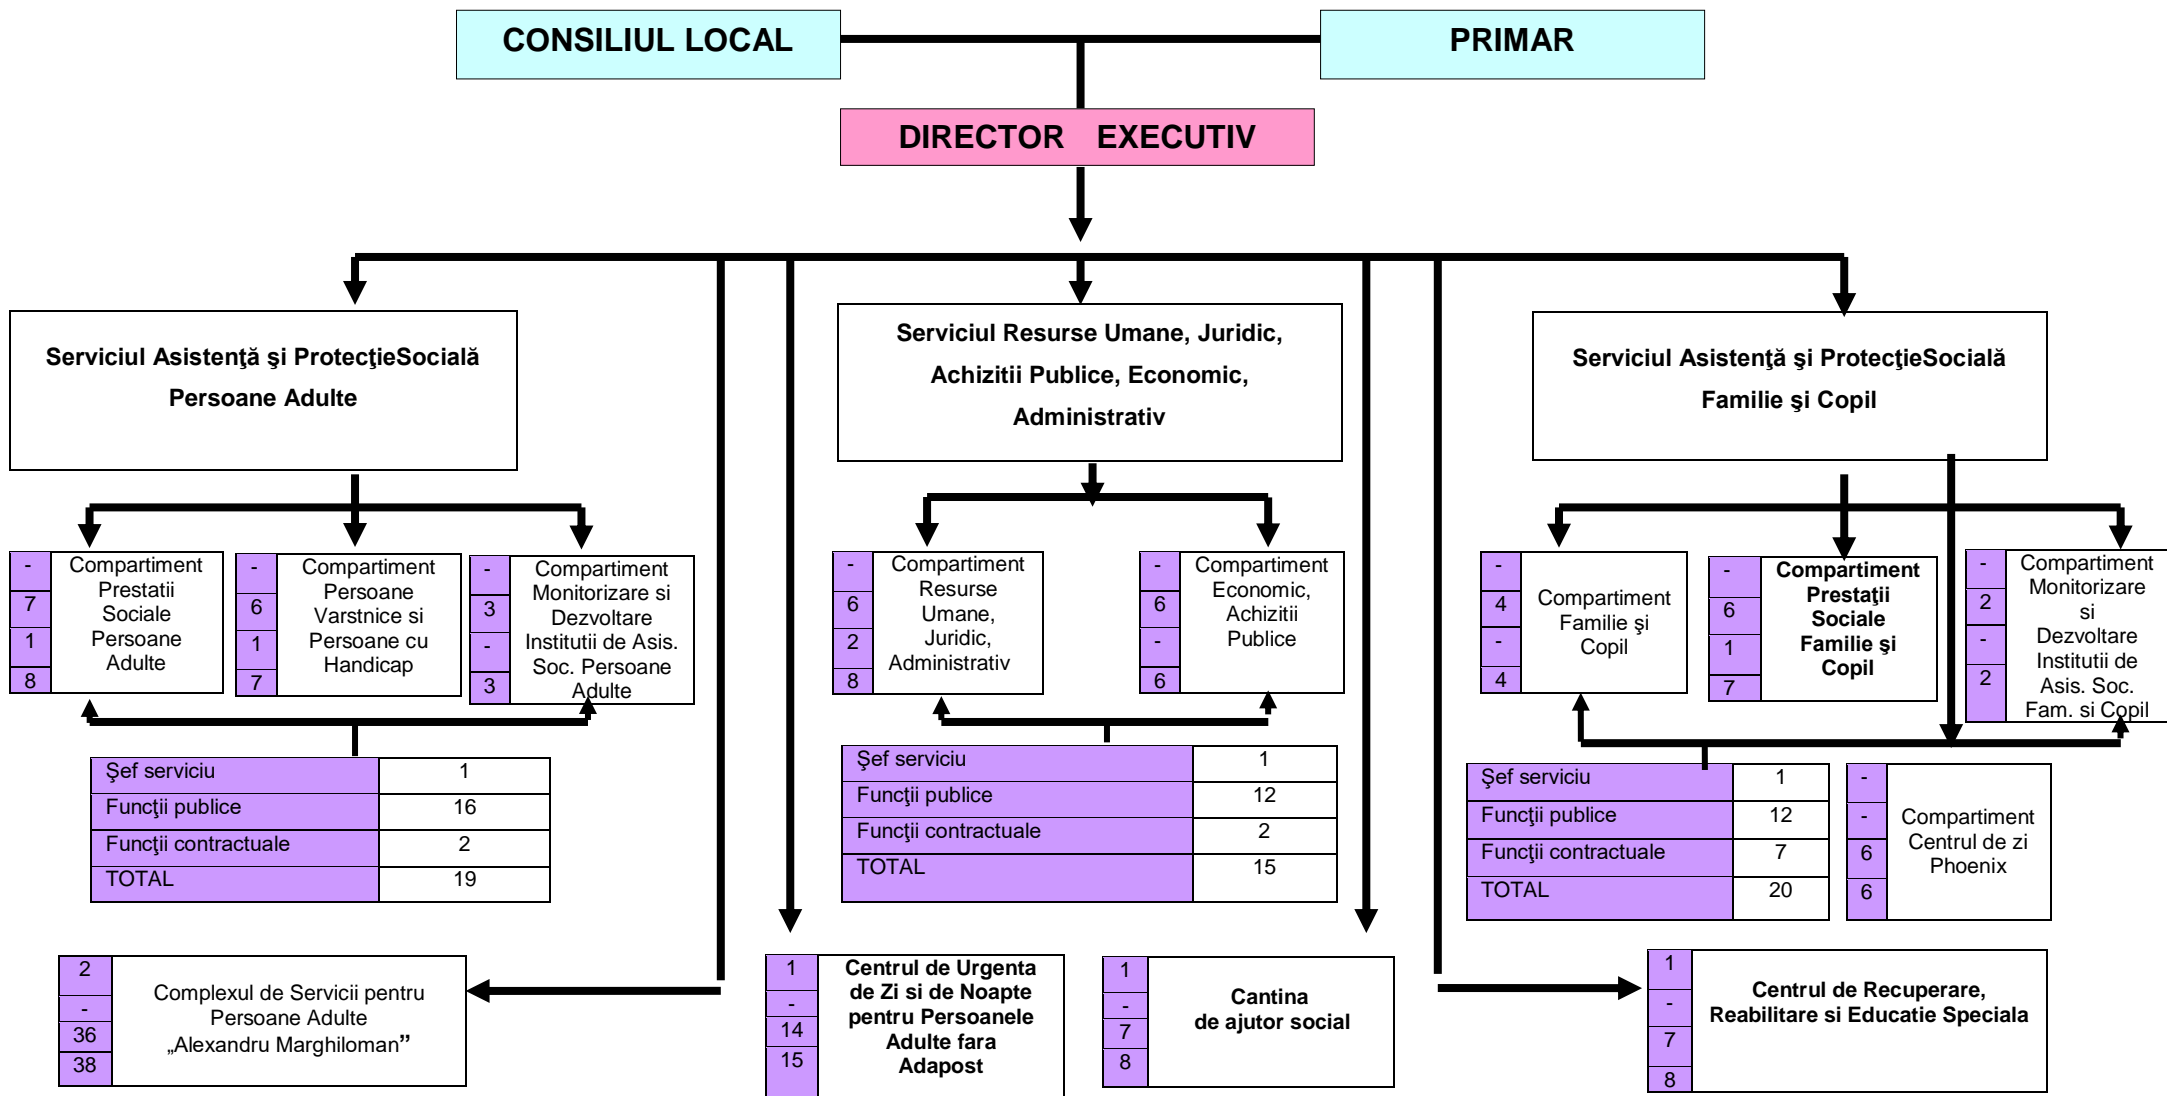 CONSILIUL LOCAL
PRIMAR
DIRECTOR EXECUTIV
Serviciul Asistenţă şi ProtecţieSocială
Persoane Adulte
Serviciul Resurse Umane, Juridic,
Achizitii Publice, Economic,
Administrativ
Serviciul Asistenţă şi ProtecţieSocială
Familie şi Copil
-
7
1
8
Compartiment
Prestatii
Sociale
Persoane
Adulte
-
6
1
7
Compartiment
Persoane
Varstnice si
Persoane cu
Handicap
-
3
-
3
Compartiment
Monitorizare si
Dezvoltare
Institutii de Asis.
Soc. Persoane
Adulte
-
6
2
8
Compartiment
Resurse
Umane,
Juridic,
Administrativ
-
6
-
6
Compartiment
Economic,
Achizitii
Publice
-
4
-
4
Compartiment
Familie şi
Copil
-
6
1
7
Compartiment
Prestaţii
Sociale
Familie şi
Copil
-
2
-
2
Compartiment
Monitorizare
si
Dezvoltare
Institutii de
Asis. Soc.
Fam. si Copil
Şef serviciu 1
Funcţii publice 16
Funcţii contractuale 2
TOTAL 19
Şef serviciu 1
Funcţii publice 12
Funcţii contractuale 2
TOTAL 15
Şef serviciu 1
Funcţii publice 12
Funcţii contractuale 7
TOTAL 20
-
-
6
6
Compartiment
Centrul de zi
Phoenix
2
-
36
38
Complexul de Servicii pentru
Persoane Adulte
„Alexandru Marghiloman”
1
-
14
15
Centrul de Urgenta
de Zi si de Noapte
pentru Persoanele
Adulte fara
Adapost
1
-
7
8
Cantina
de ajutor social
1
-
7
8
Centrul de Recuperare,
Reabilitare si Educatie Speciala